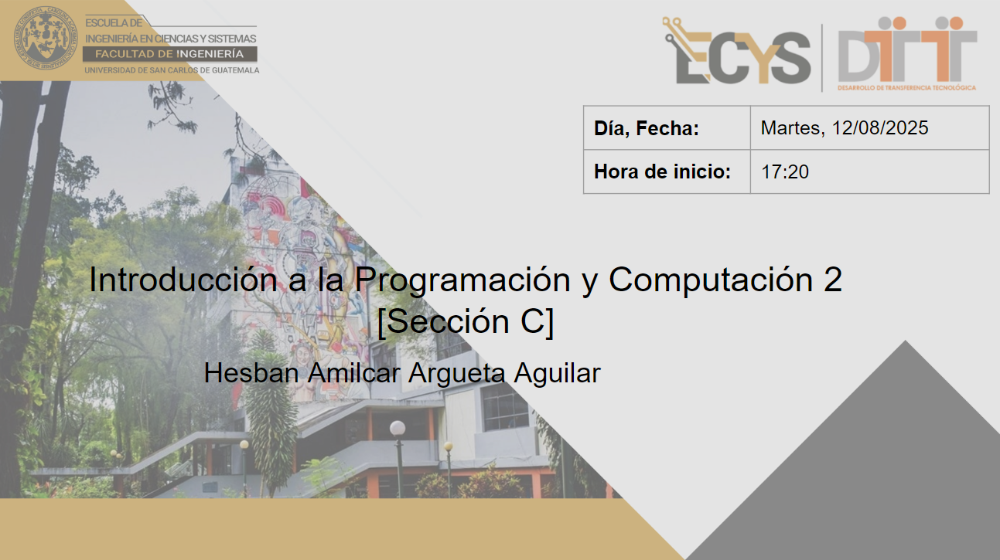 ESCUELA DE
INGENIERÍA EN CIENCIAS Y SISTEMAS
FACULTAD DE INGENIERÍA
UNIVERSIDAD DE SAN CARLOS DE GUATEMALA
ECYS
DTT
DESARROLLO DE TRANSFERENCIA TECNOLÓGICA
Día, Fecha: Martes, 12/08/2025
Hora de inicio: 17:20
Introducción a la Programación y Computación 2
[Sección C]
Hesban Amilcar Argueta Aguilar